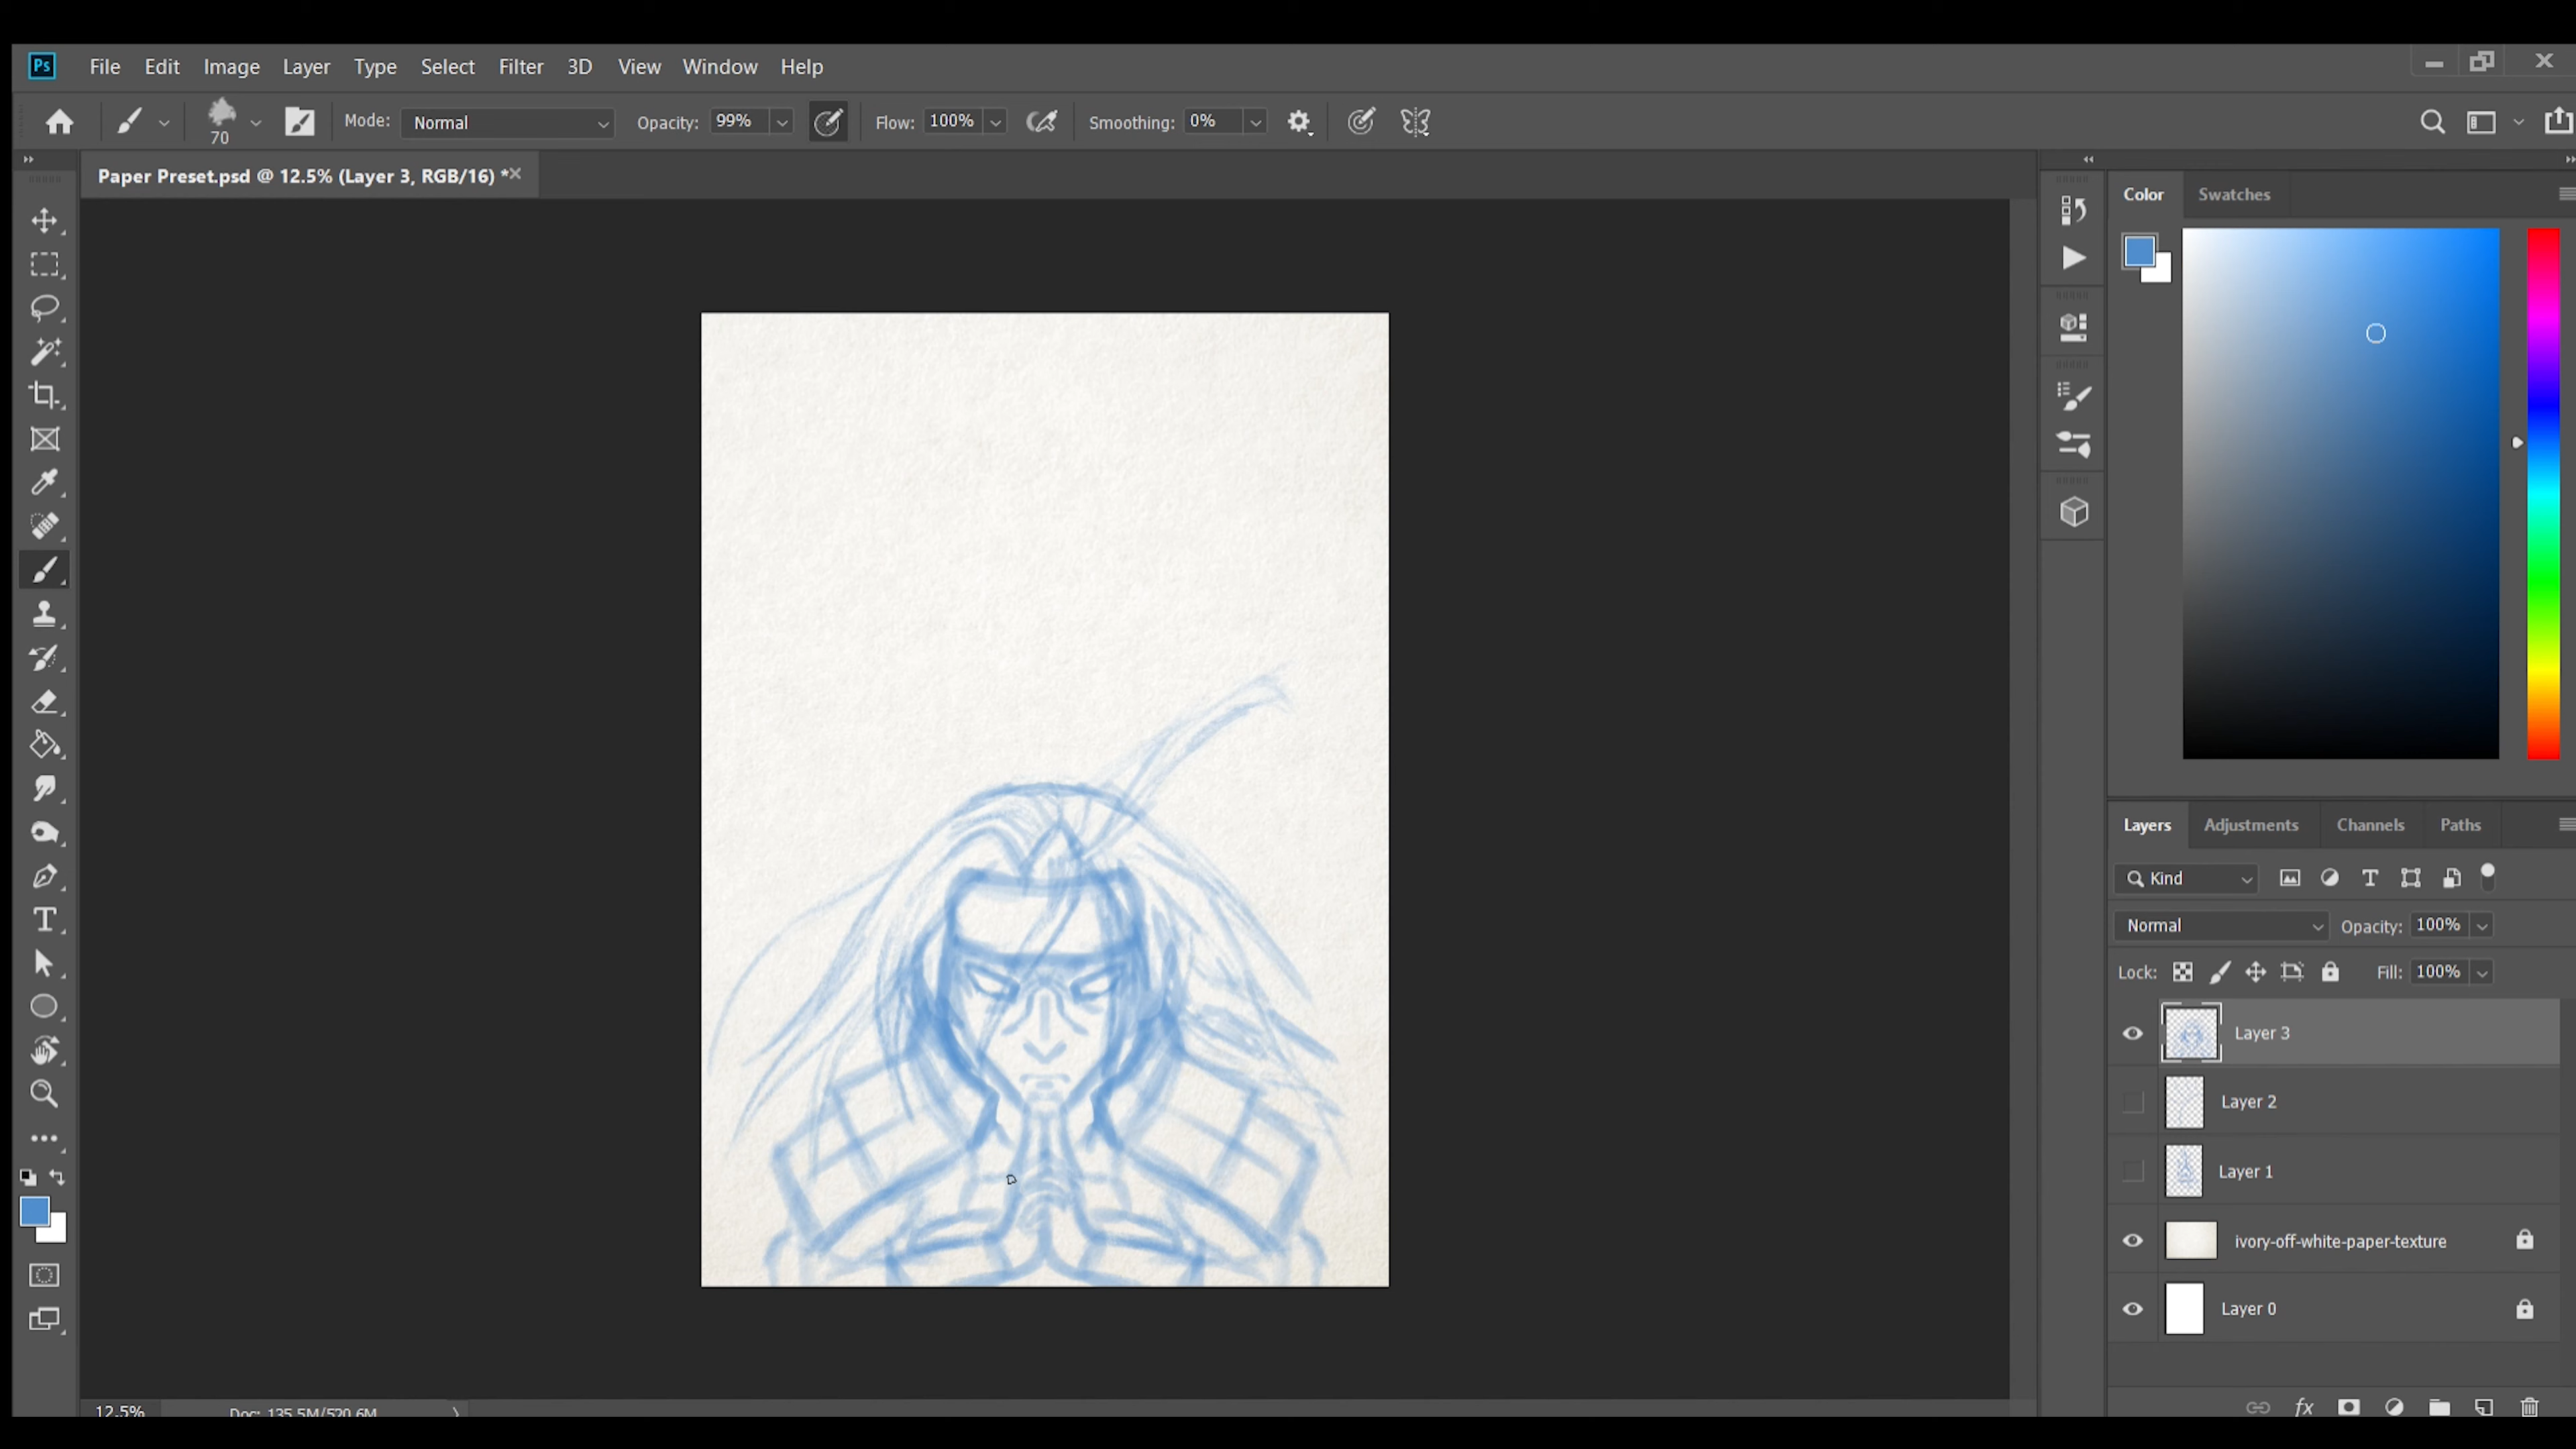 Ps File Edit Image Layer Type Select Filter 3D View Window Help
70 Mode: Normal Opacity: 99% Flow: 100% Smoothing: 0%
Paper Preset.psd @ 12.5% (Layer 3, RGB/16) *
Color Swatches
Layers Adjustments Channels Paths
Kind
Normal Opacity: 100%
Lock: Fill: 100%
Layer 3
Layer 2
Layer 1
ivory-off-white-paper-texture
Layer 0
12.5% Doc: 135.5M/520.6M
fx